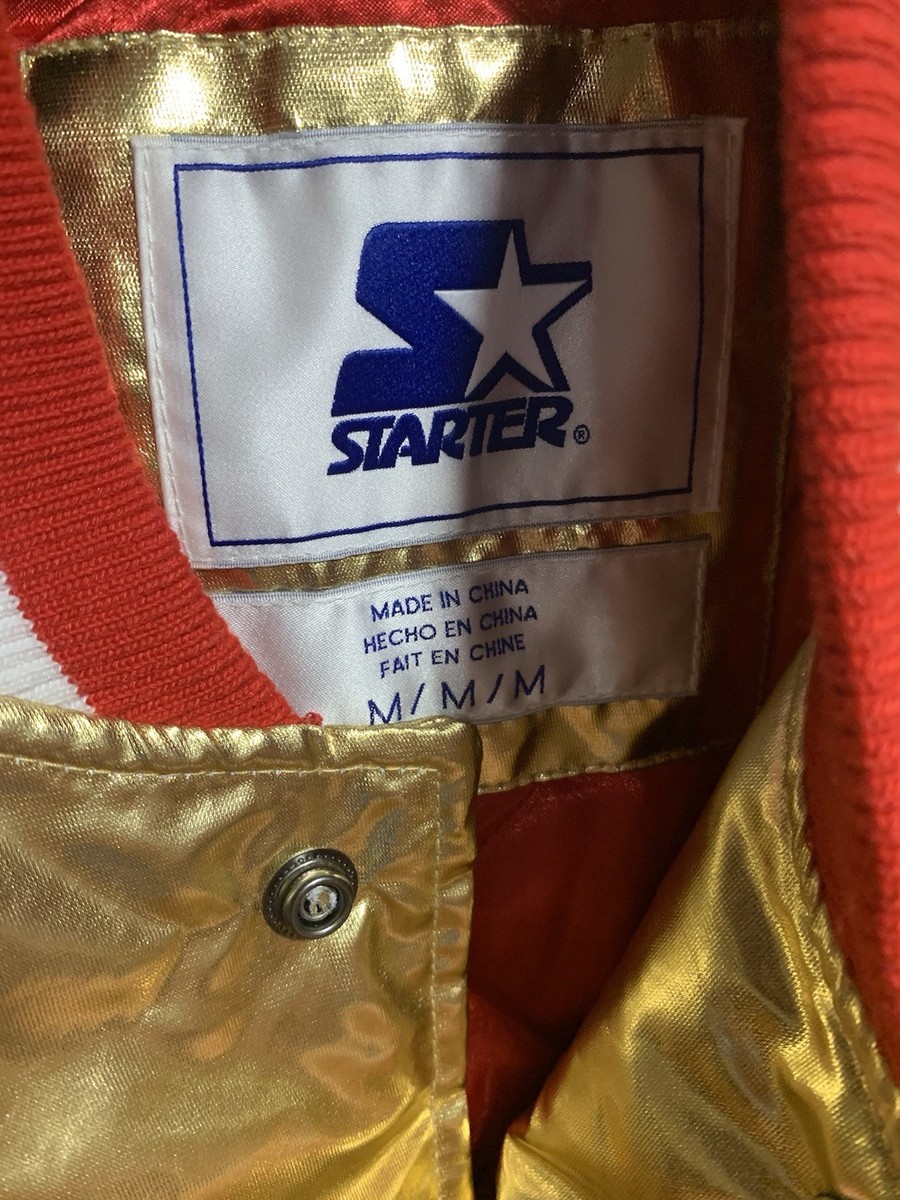 STARTER®
MADE IN CHINA
HECHO EN CHINA
FAIT EN CHINE
M/M/M